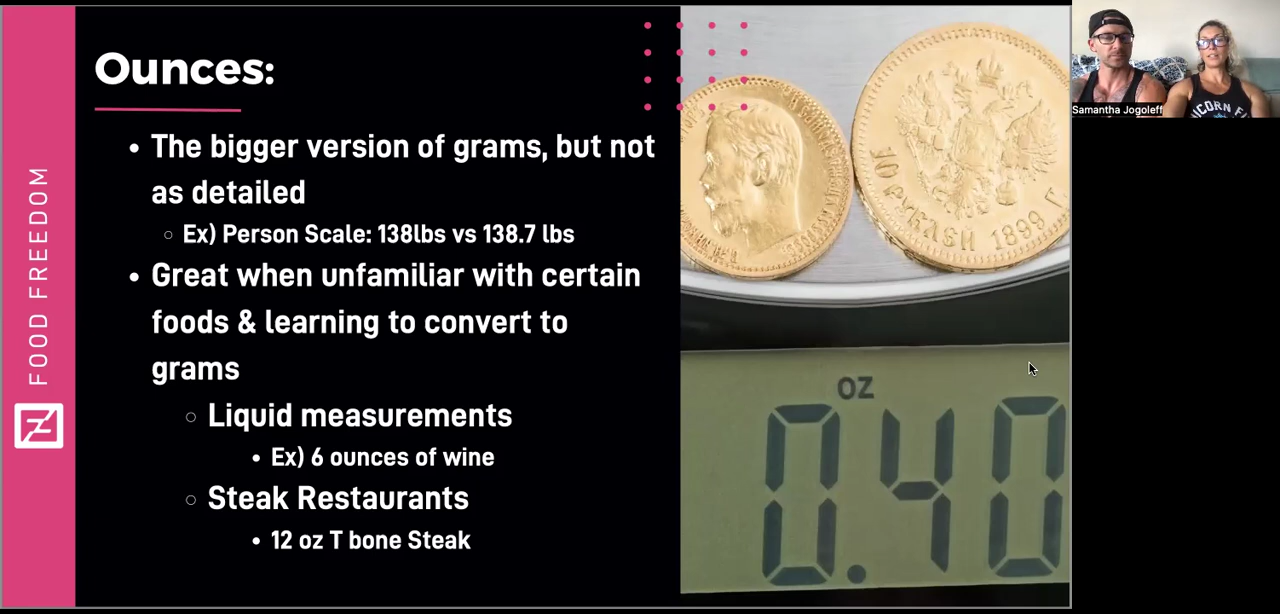 Ounces:
The bigger version of grams, but not
as detailed
Ex) Person Scale: 138lbs vs 138.7 lbs
Great when unfamiliar with certain
foods & learning to convert to
grams
Liquid measurements
Ex) 6 ounces of wine
Steak Restaurants
12 oz T bone Steak
FOOD FREEDOM
10 РУБЛЕЙ 1899 Г.
oz
0.40
Samantha Jogoleff